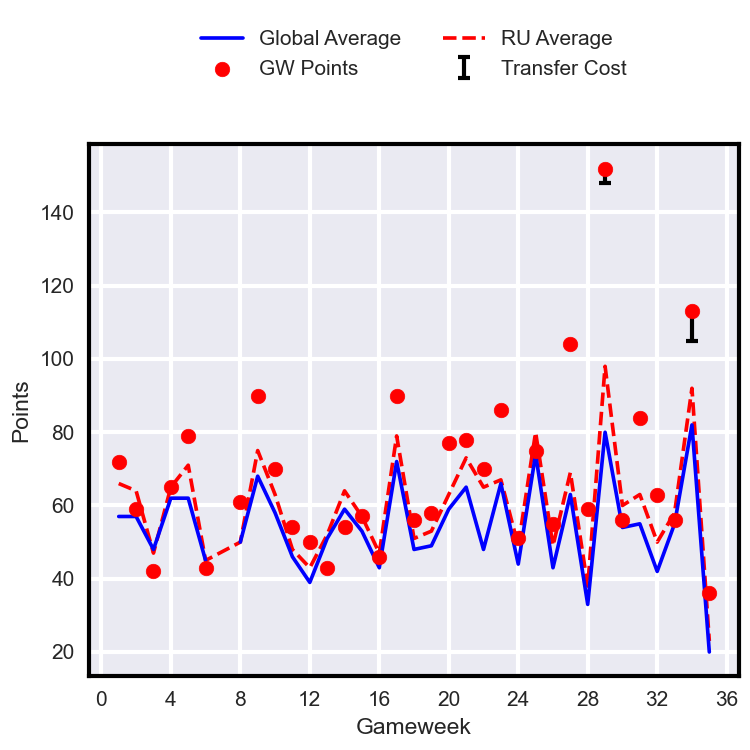 Global Average
RU Average
GW Points
Transfer Cost
Points
140
120
100
80
60
40
20
0 4 8 12 16 20 24 28 32 36
Gameweek